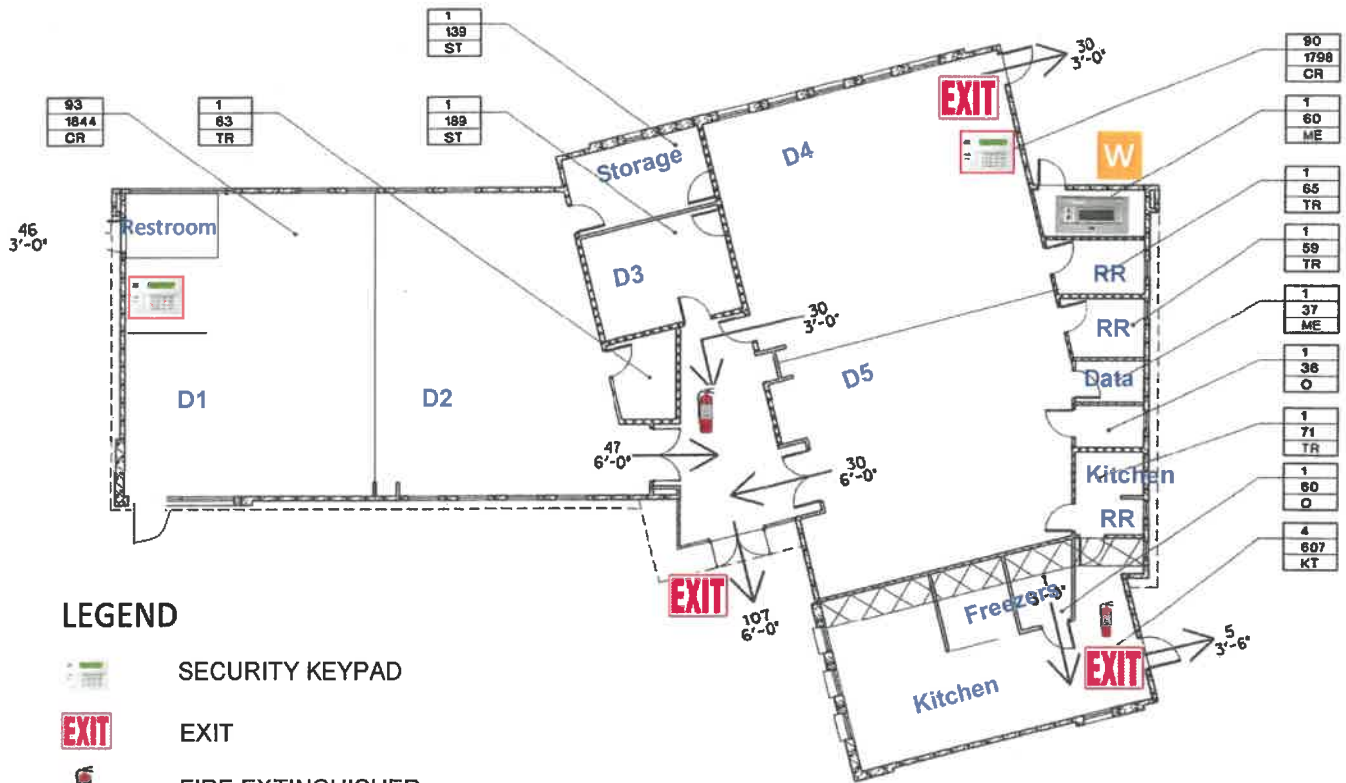 1
139
ST
93
1844
CR
1
63
TR
1
189
ST
30
3'-0"
90
1798
CR
1
60
ME
1
65
TR
1
59
TR
1
37
ME
1
36
O
1
71
TR
1
60
O
4
607
KT
EXIT
W
Storage
D4
Restroom
46
3'-0"
D3
RR
RR
Data
30
3'-0"
D1
D2
D5
47
6'-0"
30
6'-0"
Kitchen
RR
EXIT
107
6'-0"
Freezers
1
EXIT
5
3'-6"
Kitchen
LEGEND
SECURITY KEYPAD
EXIT
EXIT
FIRE EXTINGUISHER